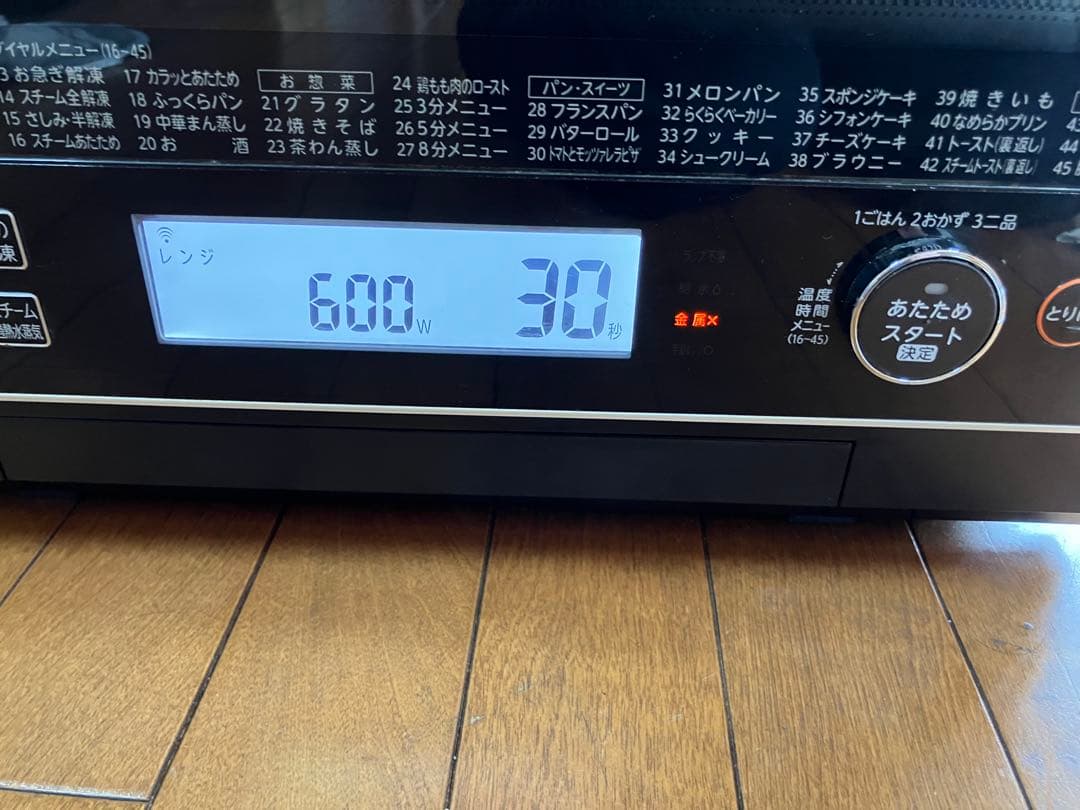 イヤルメニュー(16-45)
3 お急ぎ解凍
14 スチーム全解凍
15 さしみ・半解凍
16 スチームあたため
17 カラッとあたため
18 ふっくらパン
19 中華まん蒸し
20 お 酒
お惣菜
21 グラタン
22 焼きそば
23 茶わん蒸し
24 鶏もも肉のロースト
25 3分メニュー
26 5分メニュー
27 8分メニュー
パン・スイーツ
28 フランスパン
29 バターロール
30 トマトとモッツァレラピザ
31 メロンパン
32 らくらくベーカリー
33 クッキー
34 シュークリーム
35 スポンジケーキ
36 シフォンケーキ
37 チーズケーキ
38 ブラウニー
39 焼きいも
40 なめらかプリン
41 トースト(裏返し)
42 スチームトースト(裏返し)
44
45
凍
チーム
熱水蒸気
レンジ
600W 30秒
金属×
1ごはん 2おかず 3二品
温度
時間
メニュー
(16-45)
あたため
スタート
決定
とり